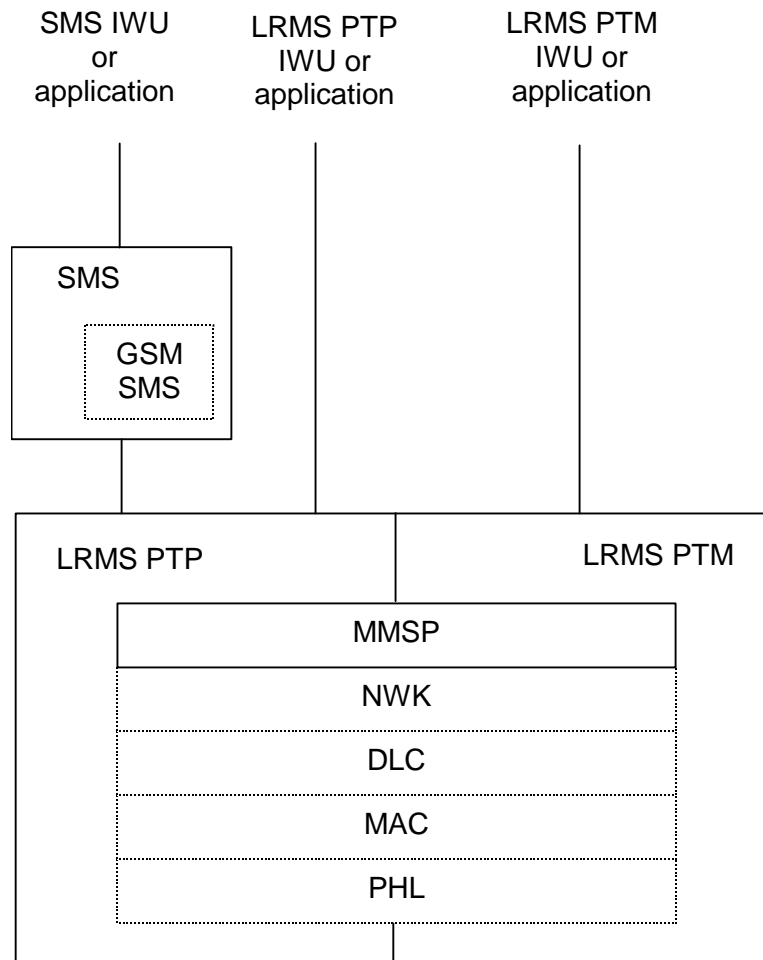 SMS IWU
or
application
LRMS PTP
IWU or
application
LRMS PTM
IWU or
application
SMS
GSM
SMS
LRMS PTP
LRMS PTM
MMSP
NWK
DLC
MAC
PHL